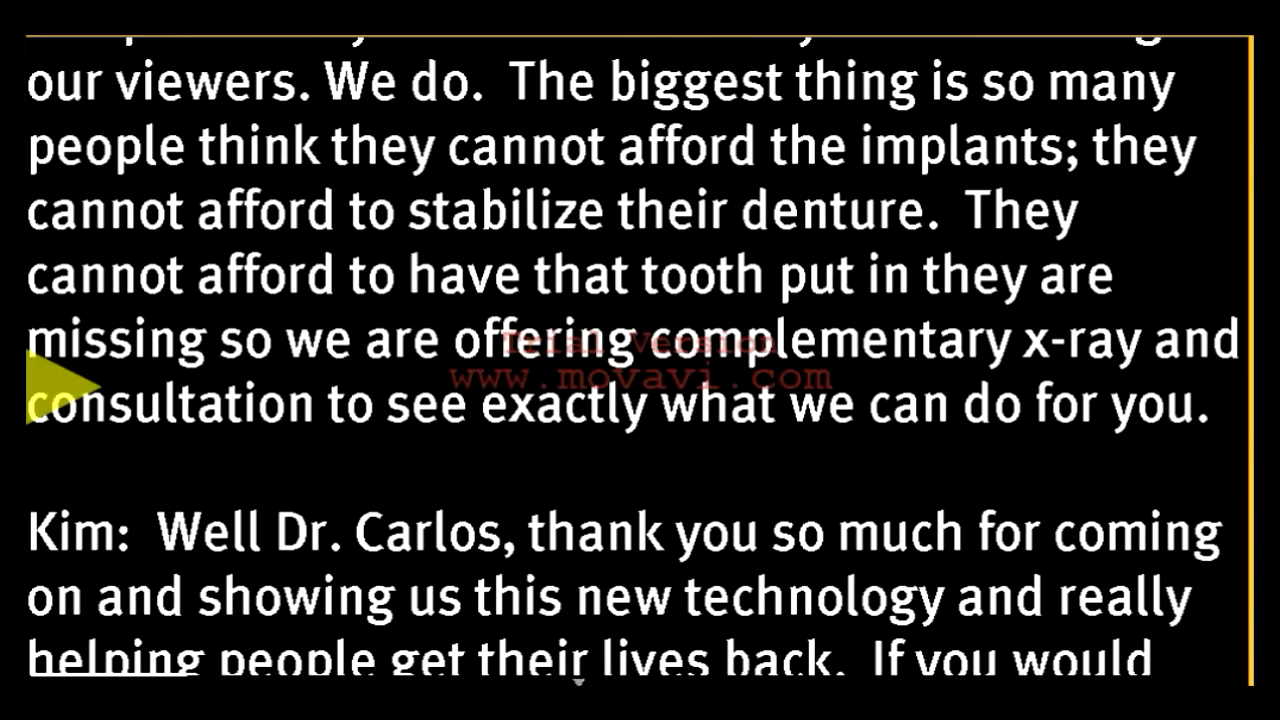 our viewers. We do.  The biggest thing is so many
people think they cannot afford the implants; they
cannot afford to stabilize their denture.  They
cannot afford to have that tooth put in they are
missing so we are offering complementary x-ray and
Trial Version
www.movavi.com
consultation to see exactly what we can do for you.
Kim:  Well Dr. Carlos, thank you so much for coming
on and showing us this new technology and really
helping people get their lives back.  If you would